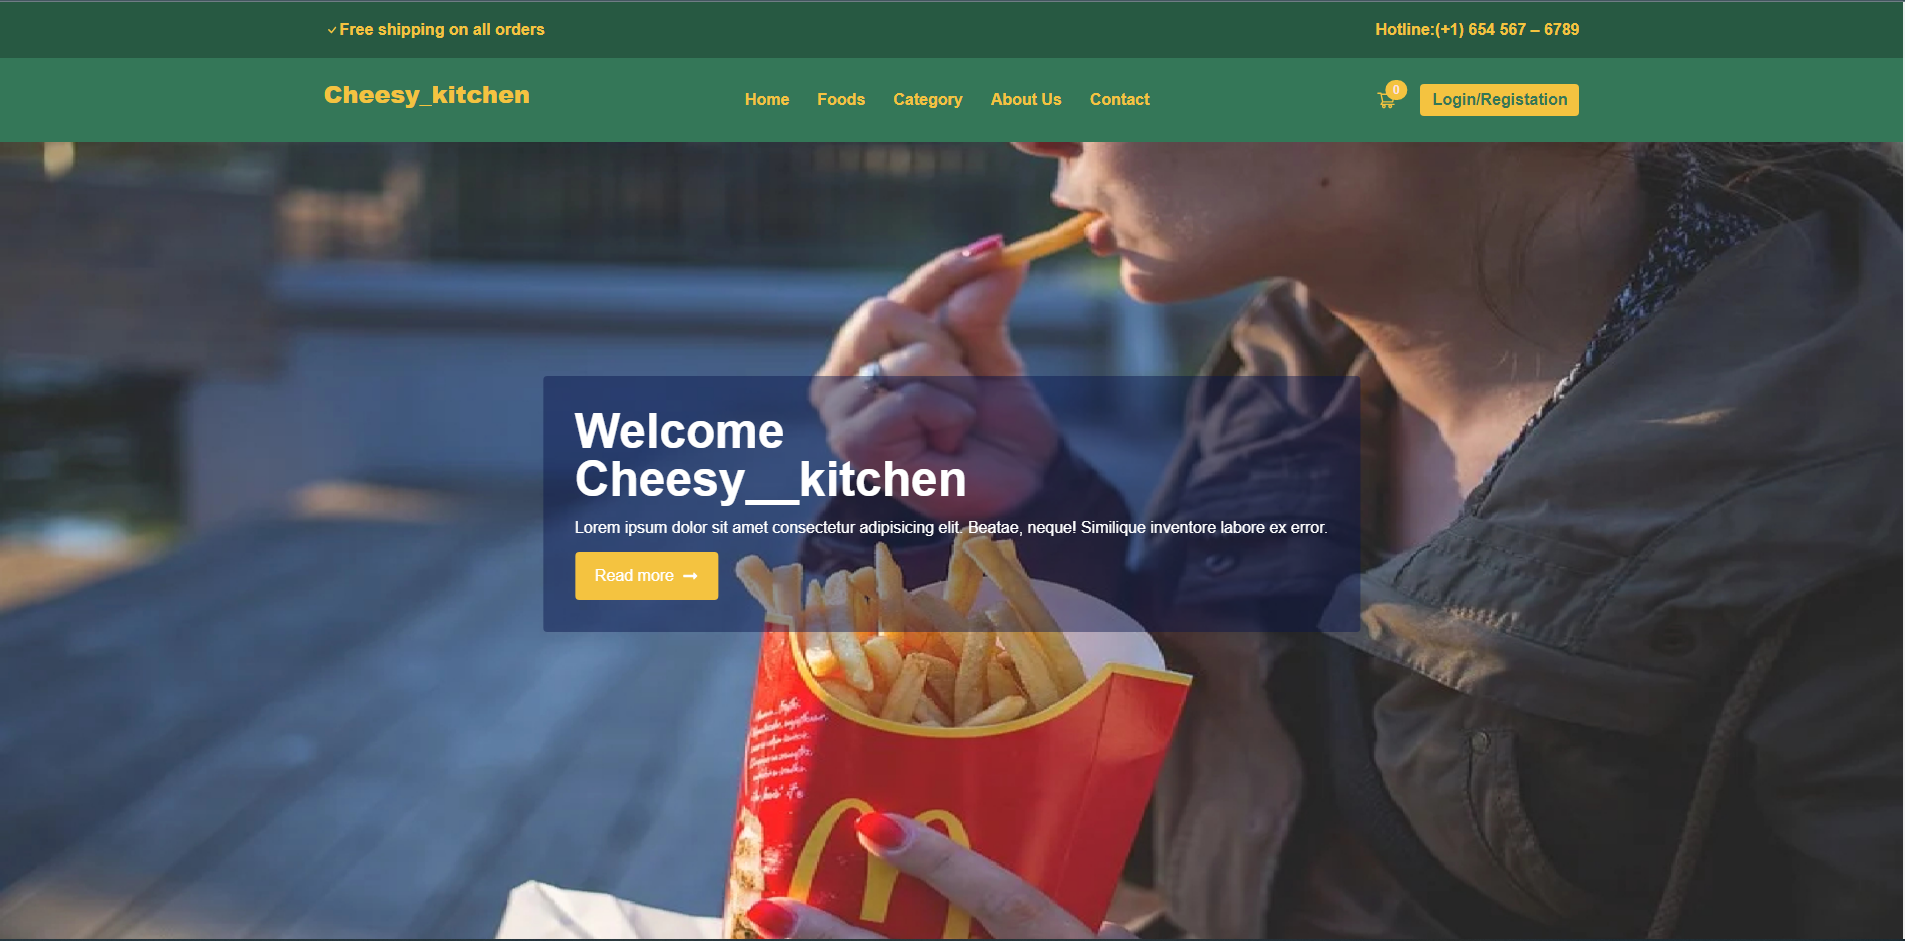 Free shipping on all orders
Hotline:(+1) 654 567 – 6789
Cheesy_kitchen
Home
Foods
Category
About Us
Contact
0
Login/Registation
Welcome
Cheesy__kitchen
Lorem ipsum dolor sit amet consectetur adipisicing elit. Beatae, neque! Similique inventore labore ex error.
Read more